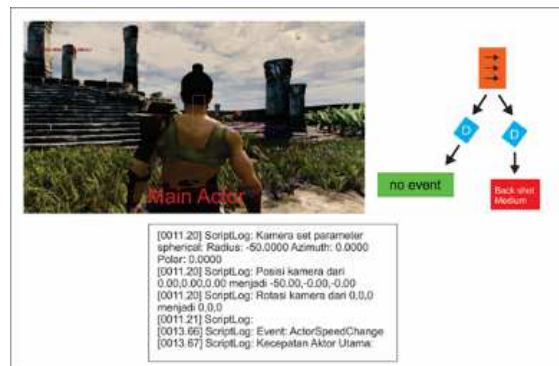 Main Actor
D
D
no event
Back shot
Medium
[0011.20] ScriptLog: Kamera set parameter
spherical: Radius: -50.0000 Azimuth: 0.0000
Polar: 0.0000
[0011.20] ScriptLog: Posisi kamera dari
0.00,0.00,0.00 menjadi -50.00,-0.00,-0.00
[0011.20] ScriptLog: Rotasi kamera dari 0,0,0
menjadi 0,0,0
[0011.21] ScriptLog:
[0013.66] ScriptLog: Event: ActorSpeedChange
[0013.67] ScriptLog: Kecepatan Aktor Utama: